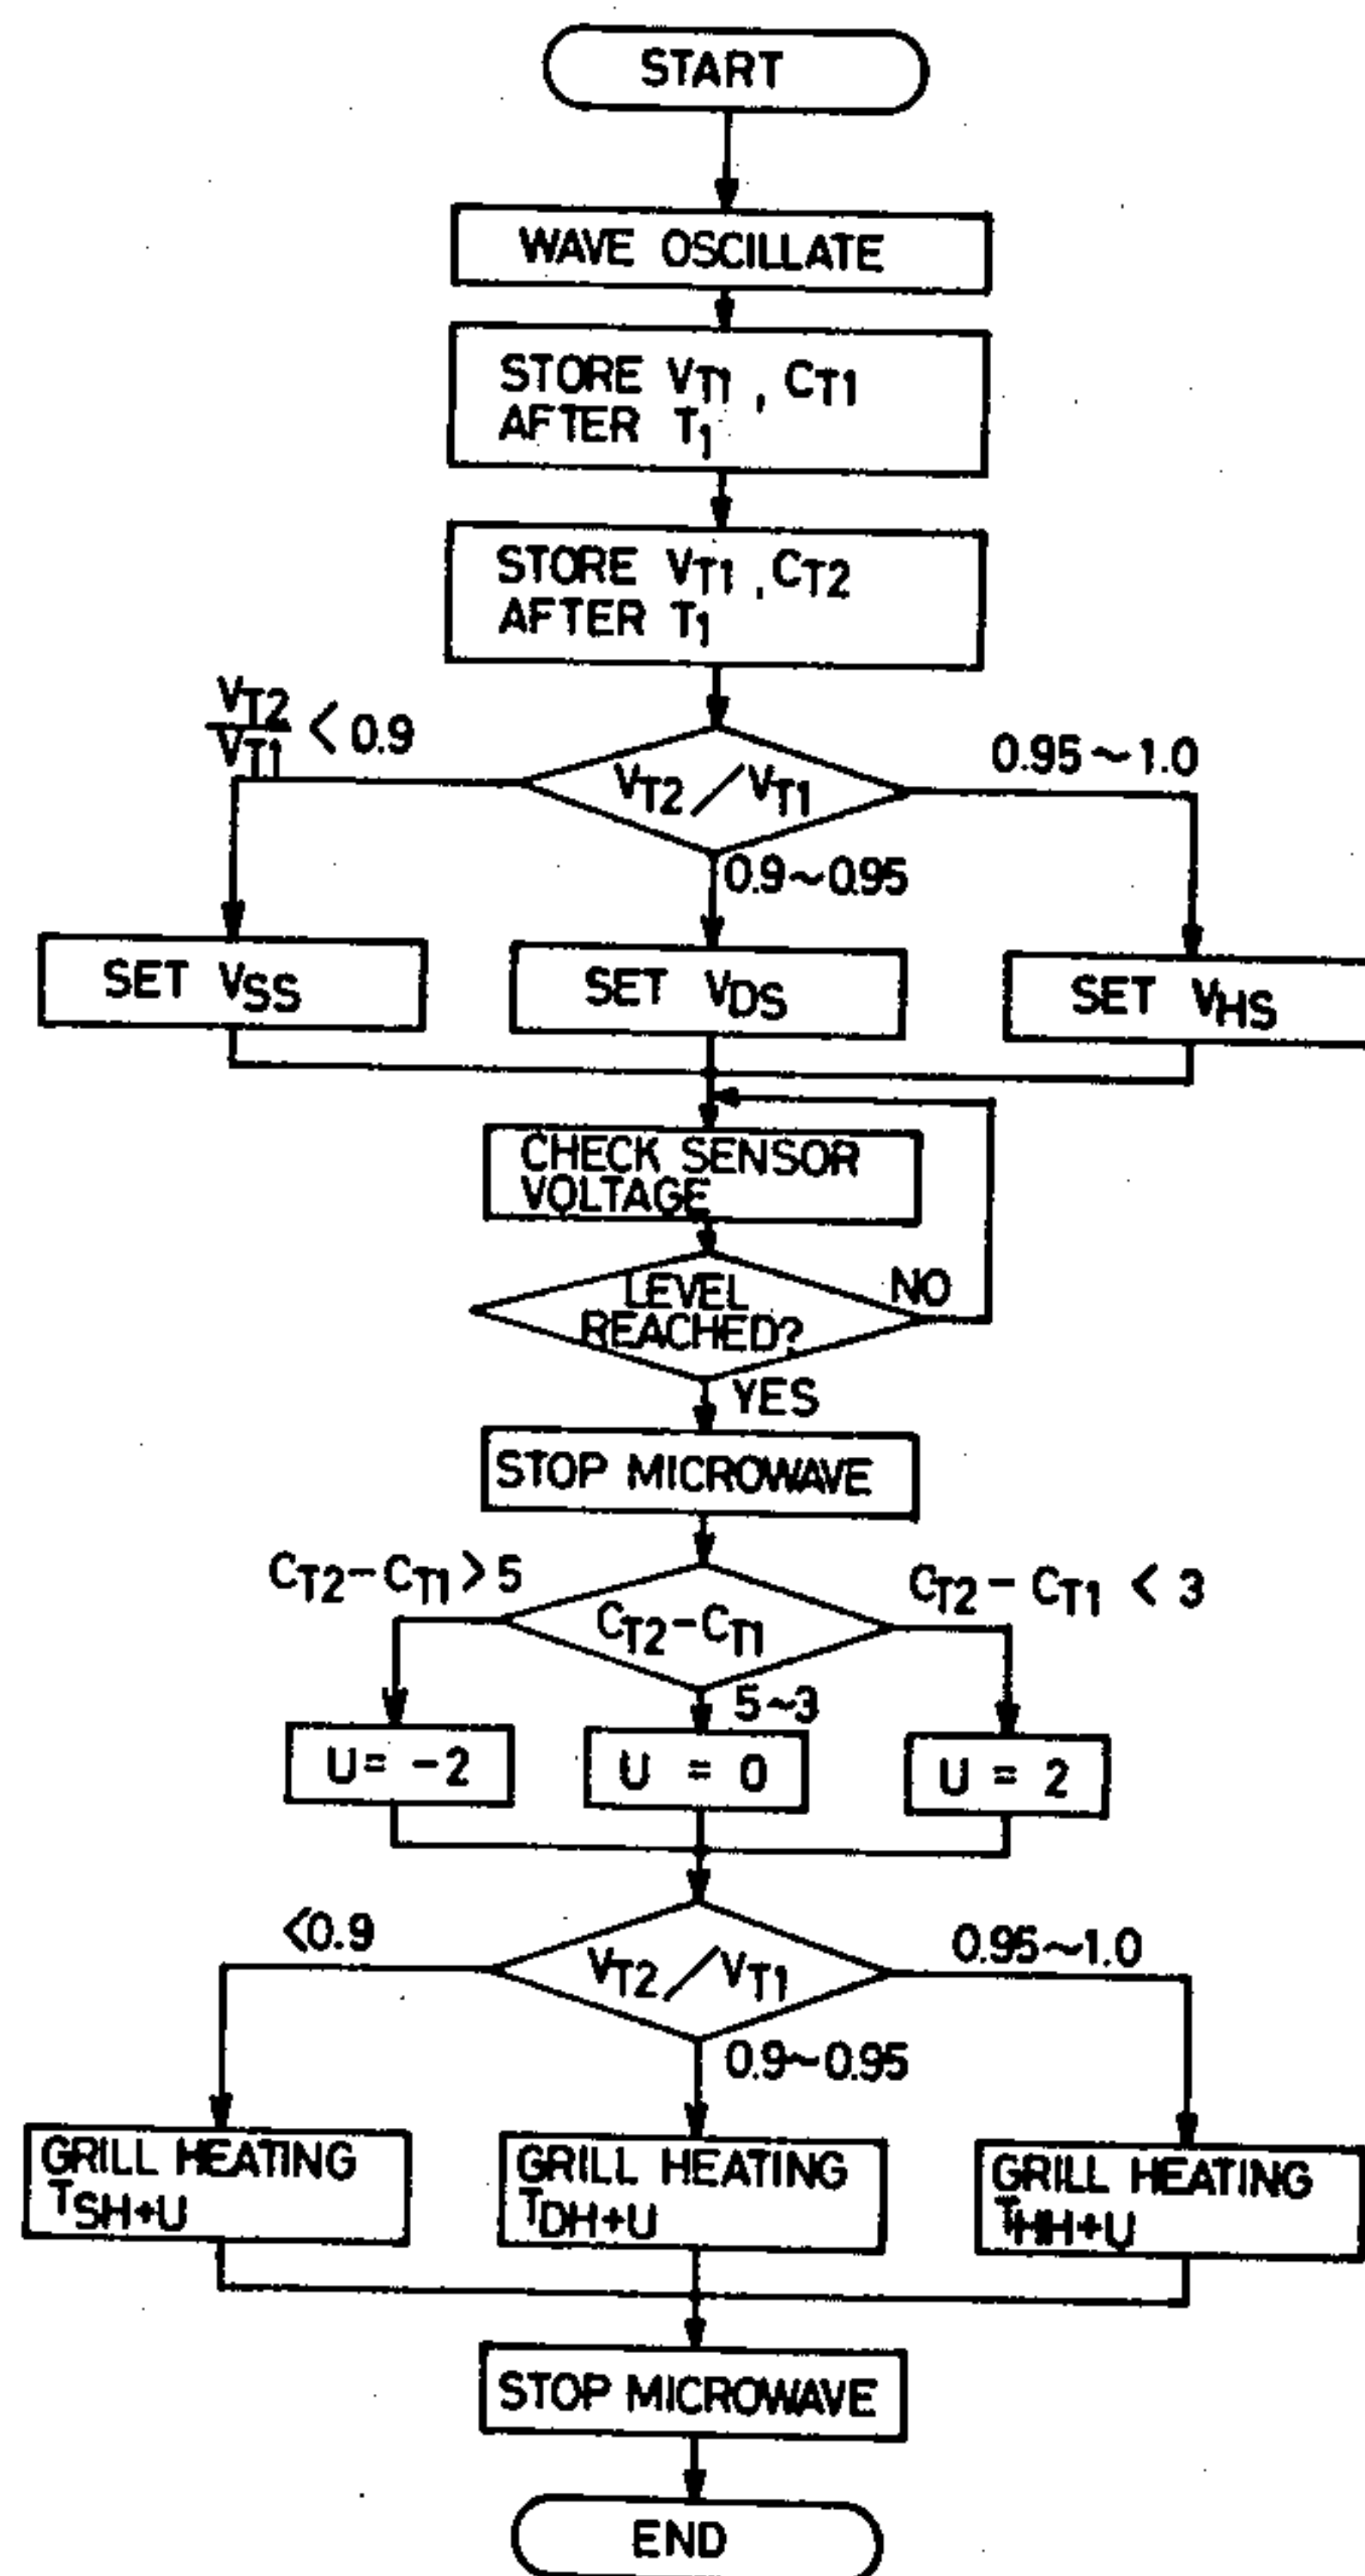 START
WAVE OSCILLATE
STORE VT1 , CT1
AFTER T1
STORE VT1 , CT2
AFTER T1
VT2/VT1 < 0.9
VT2/VT1
0.95~1.0
0.9~0.95
SET VSS
SET VDS
SET VHS
CHECK SENSOR
VOLTAGE
LEVEL
REACHED?
NO
YES
STOP MICROWAVE
CT2-CT1 > 5
CT2-CT1
CT2-CT1 < 3
5~3
U= -2
U = 0
U = 2
<0.9
VT2/VT1
0.95~1.0
0.9~0.95
GRILL HEATING
TSH+U
GRILL HEATING
TDH+U
GRILL HEATING
THH+U
STOP MICROWAVE
END